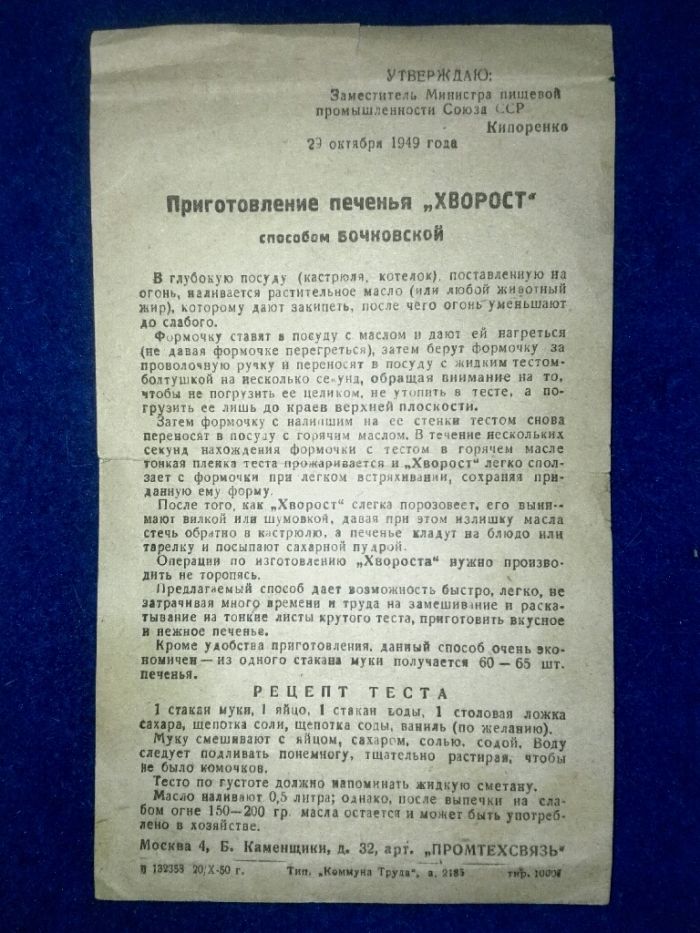 УТВЕРЖДАЮ:
Заместитель Министра пищевой
промышленности Союза ССР
Кипоренко
29 октября 1949 года
Приготовление печенья „ХВОРОСТ“
способом БОЧКОВСКОЙ
В глубокую посуду (кастрюля, котелок), поставленную на
огонь, наливается растительное масло (или любой животный
жир), которому дают закипеть, после чего огонь уменьшают
до слабого.
Формочку ставят в посуду с маслом и дают ей нагреться
(не давая формочке перегреться), затем берут формочку за
проволочную ручку и переносят в посуду с жидким тестом-
болтушкой на несколько секунд, обращая внимание на то,
чтобы не погрузить ее целиком, не утопить в тесте, а по-
грузить ее лишь до краев верхней плоскости.
Затем формочку с налипшим на ее стенки тестом снова
переносят в посуду с горячим маслом. В течение нескольких
секунд нахождения формочки с тестом в горячем масле
тонкая пленка теста прожаривается и „Хворост“ легко спол-
зает с формочки при легком встряхивании, сохраняя при-
данную ему форму.
После того, как „Хворост“ слегка порозовеет, его выни-
мают вилкой или шумовкой, давая при этом излишку масла
стечь обратно в кастрюлю, а печенье кладут на блюдо или
тарелку и посыпают сахарной пудрой.
Операции по изготовлению „Хвороста“ нужно произво-
дить не торопясь.
Предлагаемый способ дает возможность быстро, легко, не
затрачивая много времени и труда на замешивание и раска-
тывание на тонкие листы крутого теста, приготовить вкусное
и нежное печенье.
Кроме удобства приготовления, данный способ очень эко-
номичен — из одного стакана муки получается 60 — 65 шт.
печенья.
РЕЦЕПТ ТЕСТА
1 стакан муки, 1 яйцо, 1 стакан воды, 1 столовая ложка
сахара, щепотка соли, щепотка соды, ваниль (по желанию).
Муку смешивают с яйцом, сахаром, солью, содой. Воду
следует подливать понемногу, тщательно растирая, чтобы
не было комочков.
Тесто по густоте должно напоминать жидкую сметану.
Масло наливают 0,5 литра; однако, после выпечки на сла-
бом огне 150—200 гр. масла остается и может быть употреб-
лено в хозяйстве.
Москва 4, Б. Каменщики, д. 32, арт. „ПРОМТЕХСВЯЗЬ“
132358 20/X-50 г. Тип. „Коммуна Труда“, з. 2185 тир.